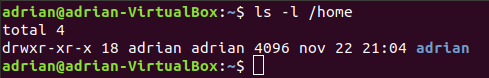 adrian@adrian-VirtualBox:~$ ls -l /home
total 4
drwxr-xr-x 18 adrian adrian 4096 nov 22 21:04 adrian
adrian@adrian-VirtualBox:~$